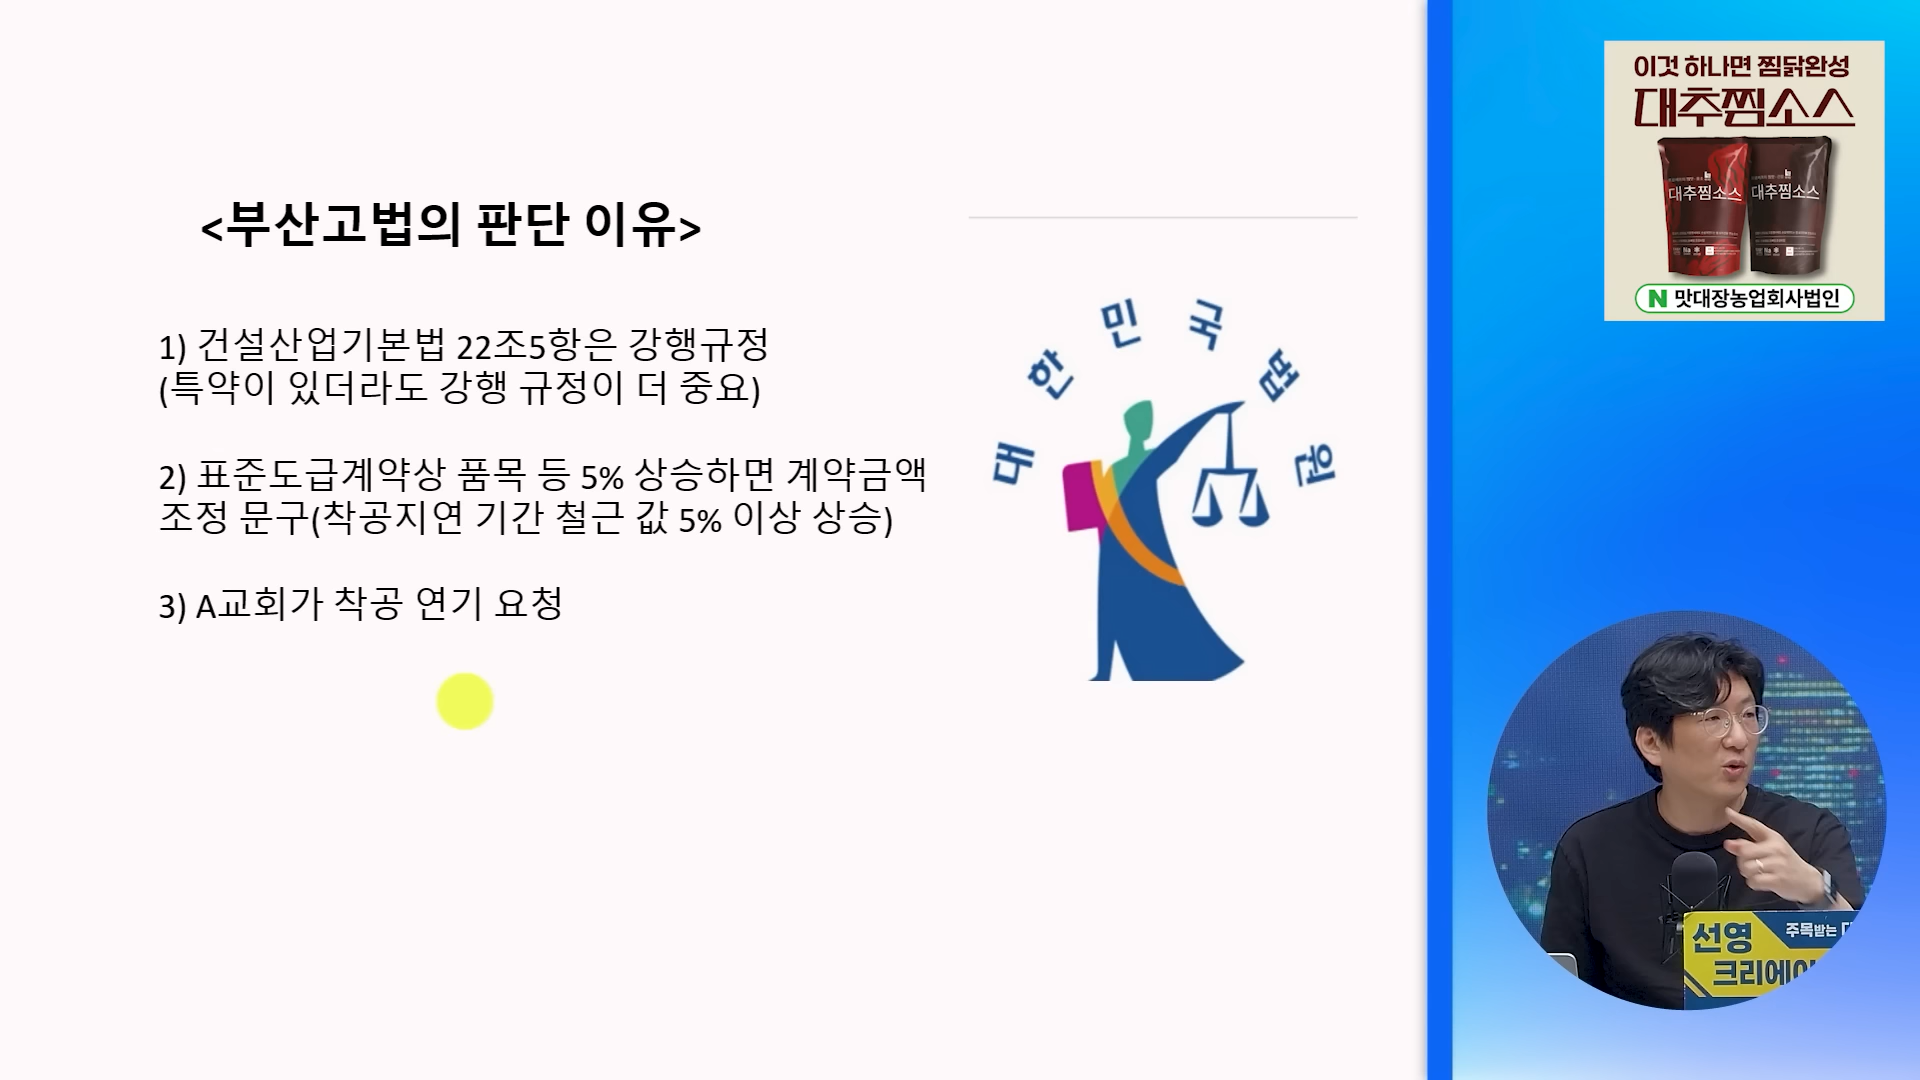 <부산고법의 판단 이유>
1) 건설산업기본법 22조5항은 강행규정
(특약이 있더라도 강행 규정이 더 중요)
2) 표준도급계약상 품목 등 5% 상승하면 계약금액
조정 문구(착공지연 기간 철근 값 5% 이상 상승)
3) A교회가 착공 연기 요청
대한민국법원
이것 하나면 찜닭완성
대추찜소스
대추찜소스
대추찜소스
N 맛대장농업회사법인
선영
주목받는
크리에이